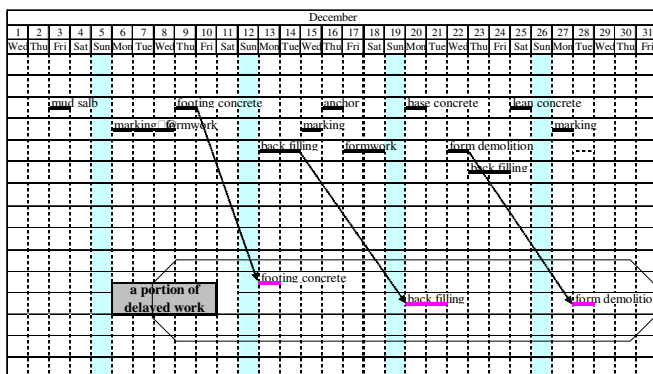 December
1 2 3 4 5 6 7 8 9 10 11 12 13 14 15 16 17 18 19 20 21 22 23 24 25 26 27 28 29 30 31
Wed Thu Fri Sat Sun Mon Tue Wed Thu Fri Sat Sun Mon Tue Wed Thu Fri Sat Sun Mon Tue Wed Thu Fri Sat Sun Mon Tue Wed Thu Fri
mud salb footing concrete anchor base concrete lean concrete
marking formwork marking marking
back filling formwork form demolition
back filling
footing concrete
a portion of
delayed work
back filling form demolition